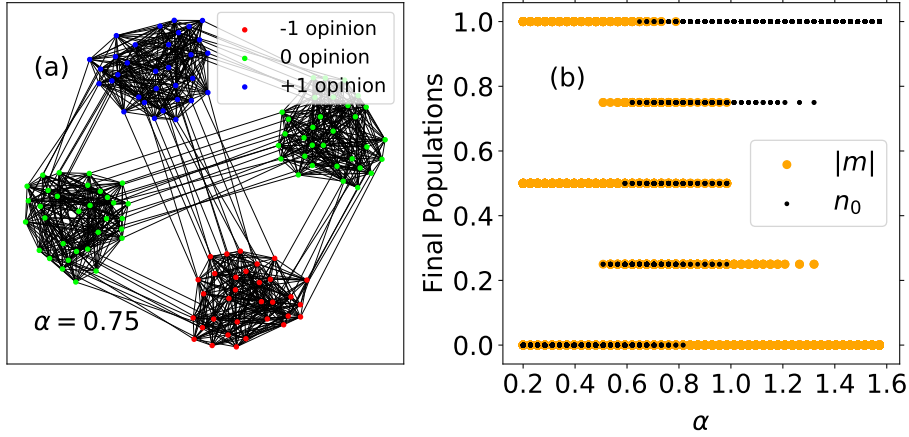 (a)
-1 opinion
0 opinion
+1 opinion
α = 0.75
(b)
Final Populations
1.0
0.8
0.6
0.4
0.2
0.0
|m|
n₀
0.2 0.4 0.6 0.8 1.0 1.2 1.4 1.6
α